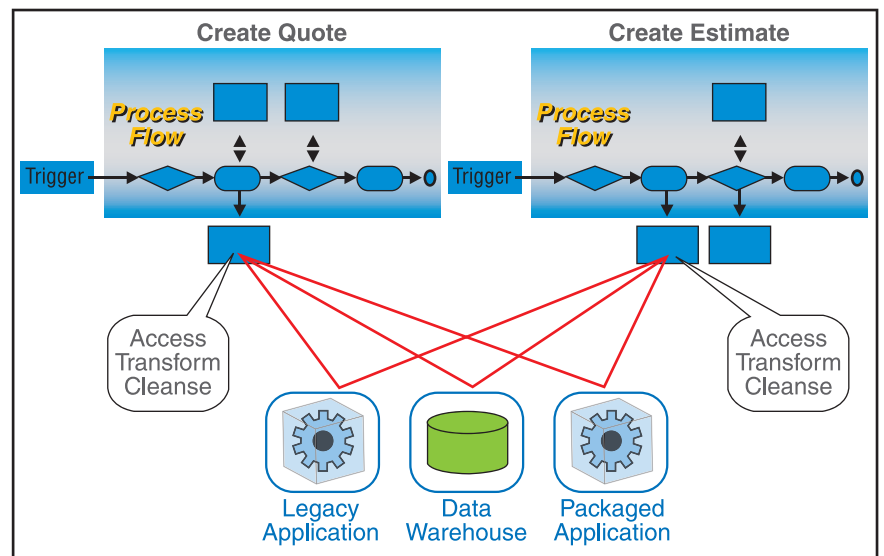 Create Quote
Create Estimate
Process
Flow
Process
Flow
Trigger
Trigger
Access
Transform
Cleanse
Access
Transform
Cleanse
Legacy
Application
Data
Warehouse
Packaged
Application